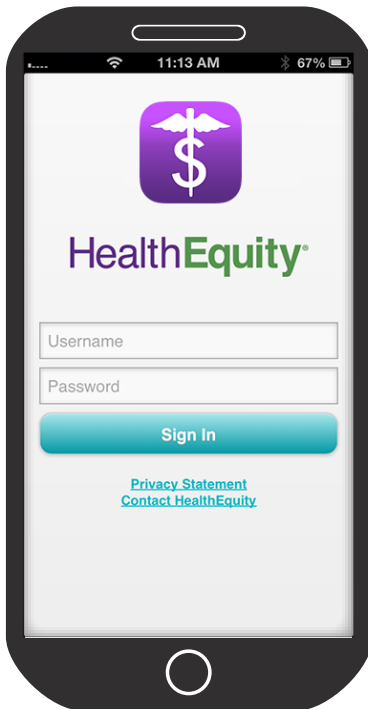 11:13 AM 67%
$
HealthEquity®
Username
Password
Sign In
Privacy Statement
Contact HealthEquity